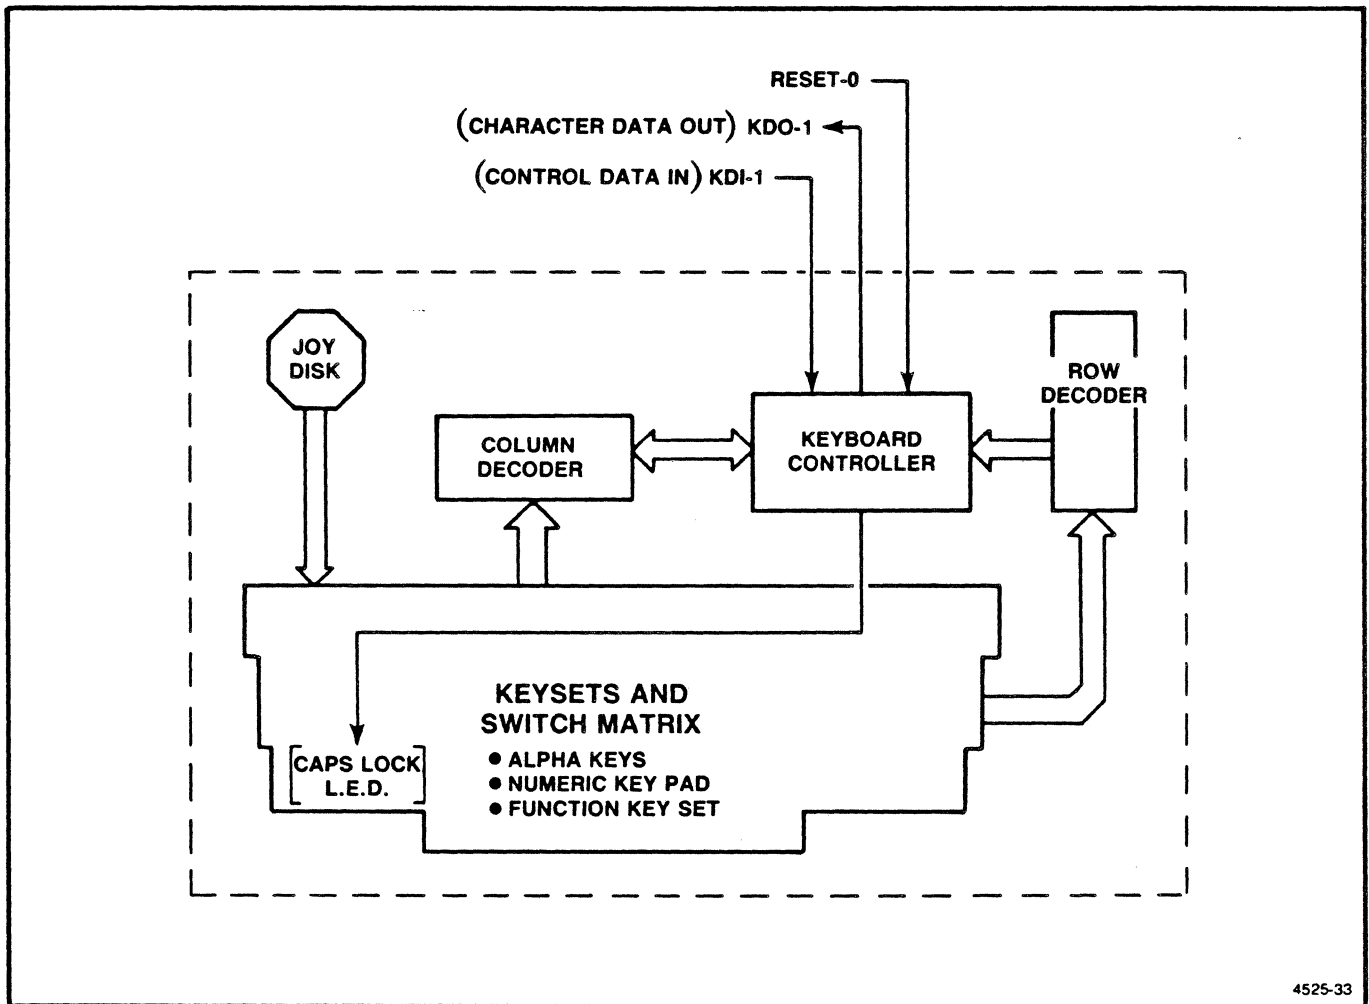 RESET-0
(CHARACTER DATA OUT) KDO-1
(CONTROL DATA IN) KDI-1
JOY
DISK
COLUMN
DECODER
KEYBOARD
CONTROLLER
ROW
DECODER
KEYSETS AND
SWITCH MATRIX
● ALPHA KEYS
● NUMERIC KEY PAD
● FUNCTION KEY SET
[CAPS LOCK
L.E.D.]
4525-33